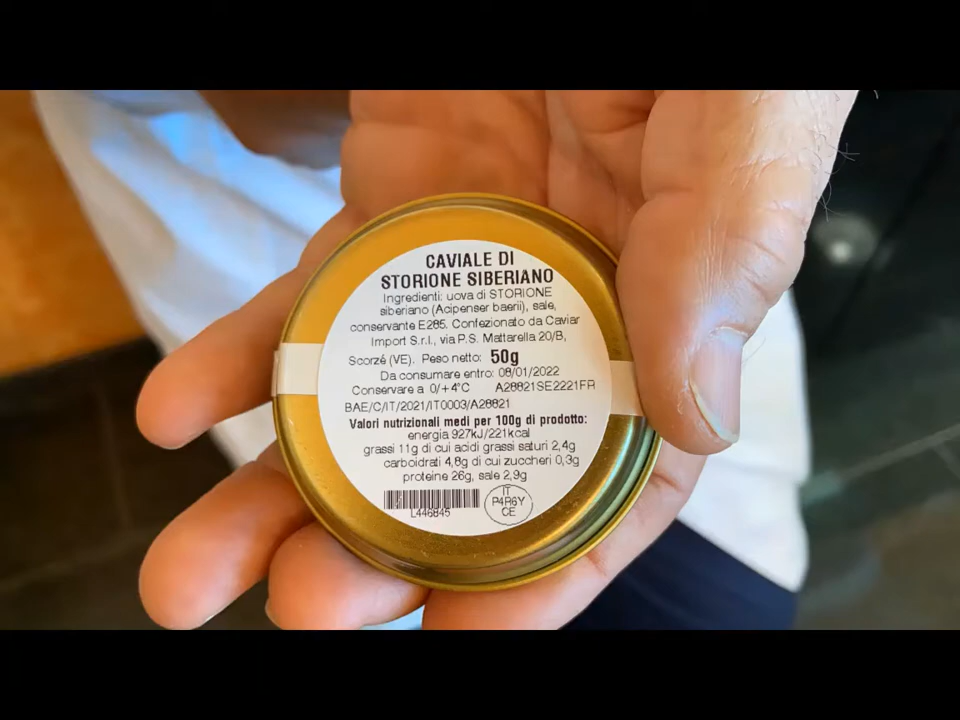 CAVIALE DI
STORIONE SIBERIANO
Ingredienti: uova di STORIONE
siberiano (Acipenser baerii), sale,
conservante E285. Confezionato da Caviar
Import S.r.l., via P.S. Mattarella 20/B,
Scorzé (VE). Peso netto: 50g
Da consumare entro: 08/01/2022
Conservare a 0/+4°C A28821SE2221FR
BAE/C/IT/2021/IT0003/A28821
Valori nutrizionali medi per 100g di prodotto:
energia 927kJ/221kcal
grassi 11g di cui acidi grassi saturi 2,4g
carboidrati 4,8g di cui zuccheri 0,3g
proteine 26g, sale 2,9g
L446845
IT
P4R6Y
CE